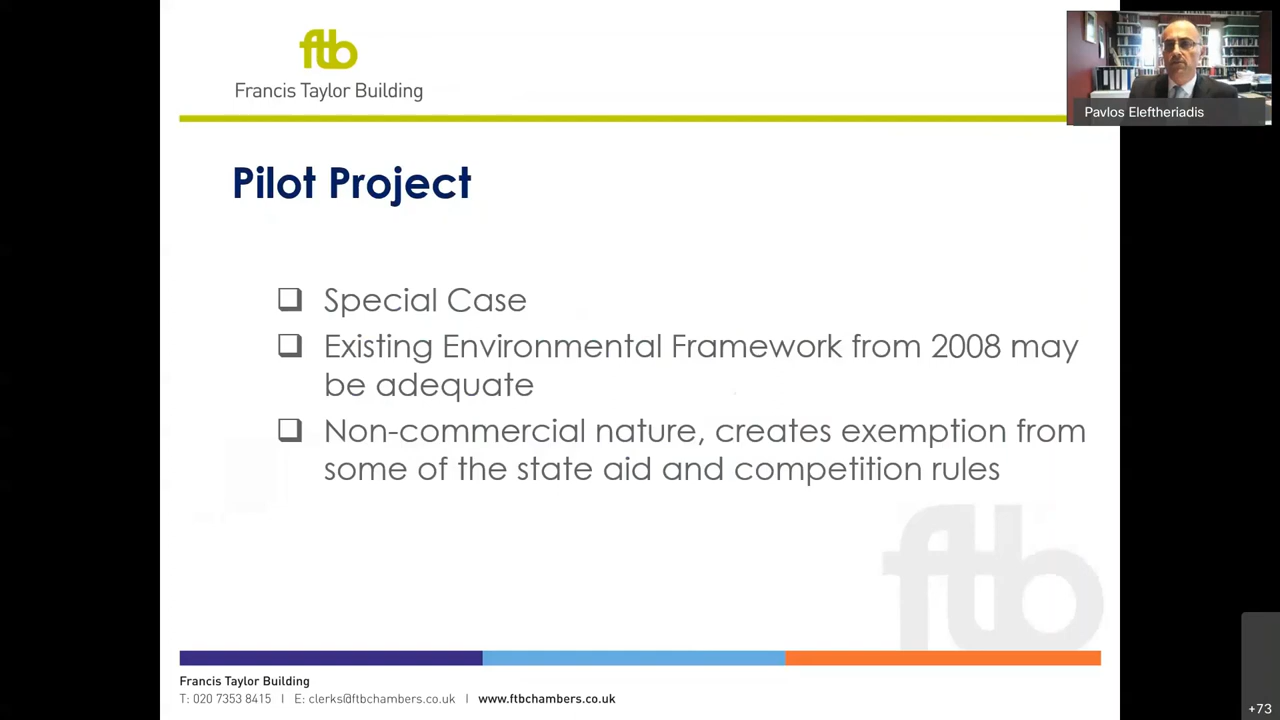 ftb
Francis Taylor Building
Pavlos Eleftheriadis
Pilot Project
Special Case
Existing Environmental Framework from 2008 may
be adequate
Non-commercial nature, creates exemption from
some of the state aid and competition rules
ftb
Francis Taylor Building
T: 020 7353 8415 | E: clerks@ftbchambers.co.uk | www.ftbchambers.co.uk
+73